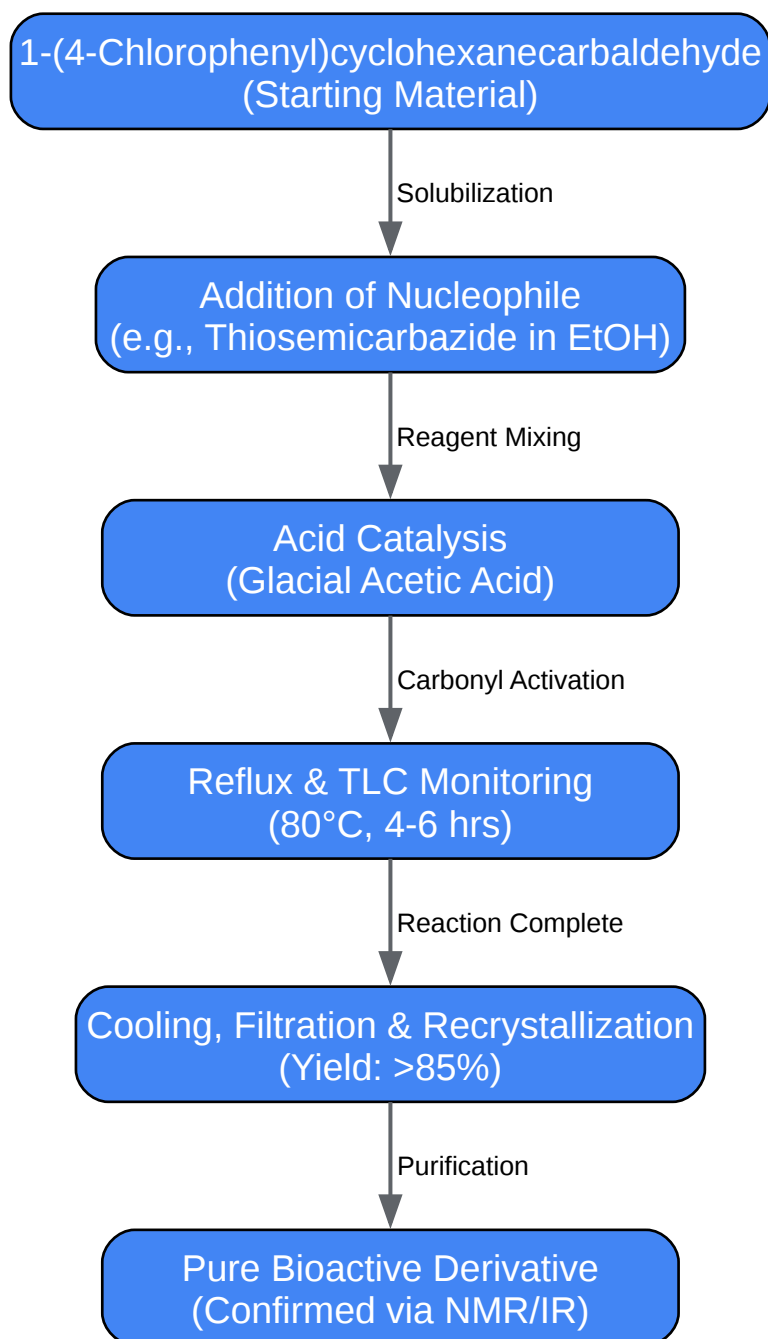 1-(4-Chlorophenyl)cyclohexanecarbaldehyde
(Starting Material)
Solubilization
Addition of Nucleophile
(e.g., Thiosemicarbazide in EtOH)
Reagent Mixing
Acid Catalysis
(Glacial Acetic Acid)
Carbonyl Activation
Reflux & TLC Monitoring
(80°C, 4-6 hrs)
Reaction Complete
Cooling, Filtration & Recrystallization
(Yield: >85%)
Purification
Pure Bioactive Derivative
(Confirmed via NMR/IR)